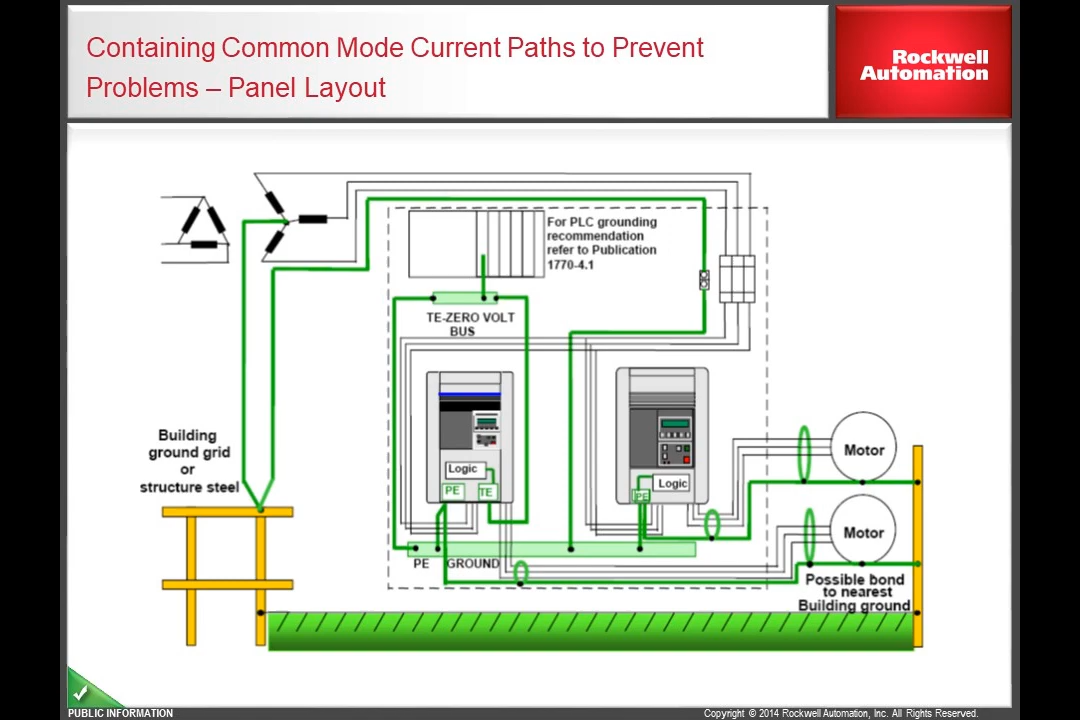 Containing Common Mode Current Paths to Prevent
Problems – Panel Layout
Rockwell
Automation
For PLC grounding
recommendation
refer to Publication
1770-4.1
TE-ZERO VOLT
BUS
Building
ground grid
or
structure steel
Logic
PE
TE
Logic
PE
Motor
Motor
PE
GROUND
Possible bond
to nearest
Building ground
PUBLIC INFORMATION
Copyright © 2014 Rockwell Automation, Inc. All Rights Reserved.